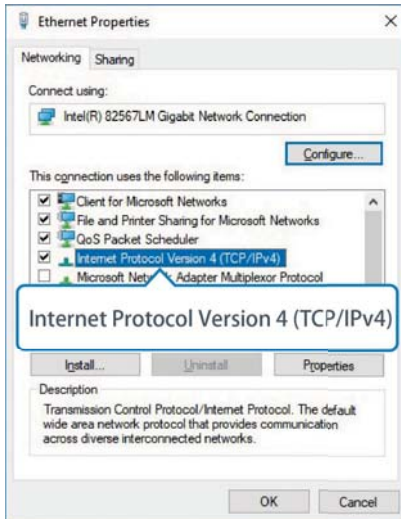 Ethernet Properties
Networking Sharing
Connect using:
Intel(R) 82567LM Gigabit Network Connection
Configure...
This connection uses the following items:
Client for Microsoft Networks
File and Printer Sharing for Microsoft Networks
QoS Packet Scheduler
Internet Protocol Version 4 (TCP/IPv4)
Microsoft Netw Adapter Multiplexor Protocol
Internet Protocol Version 4 (TCP/IPv4)
Install... Uninstall Properties
Description
Transmission Control Protocol/Internet Protocol. The default
wide area network protocol that provides communication
across diverse interconnected networks.
OK Cancel